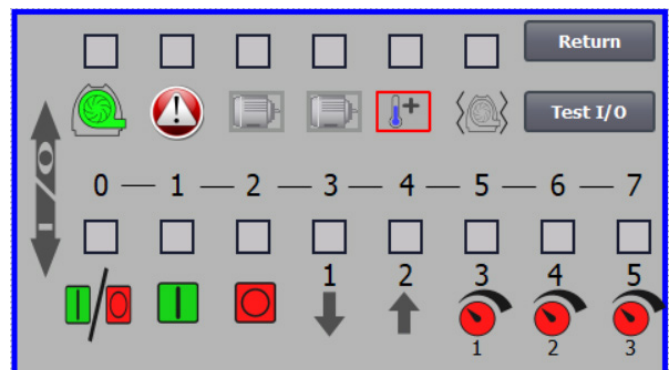 Return
Test I/O
I/O
0 — 1 — 2 — 3 — 4 — 5 — 6 — 7
1 2 3 4 5
1 2 3